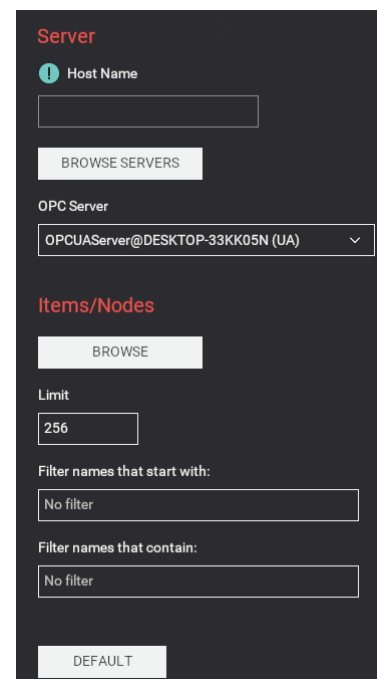 Server
! Host Name
BROWSE SERVERS
OPC Server
OPCUAServer@DESKTOP-33KK05N (UA)
Items/Nodes
BROWSE
Limit
256
Filter names that start with:
No filter
Filter names that contain:
No filter
DEFAULT